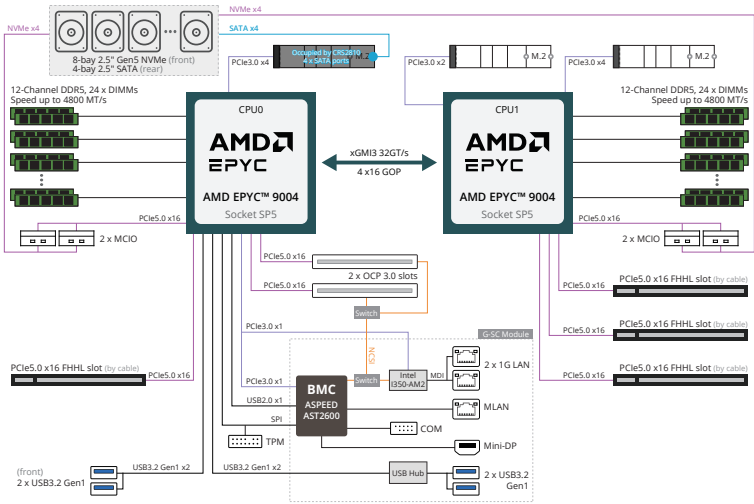 NVMe x4
NVMe x4
SATA x4
8-bay 2.5" Gen5 NVMe (front)
4-bay 2.5" SATA (rear)
PCIe3.0 x4
Occupied by CRS2810
4 x SATA ports
M.2
PCIe3.0 x2
M.2
PCIe3.0 x4
M.2
12-Channel DDR5, 24 x DIMMs
Speed up to 4800 MT/s
12-Channel DDR5, 24 x DIMMs
Speed up to 4800 MT/s
CPU0
AMD
EPYC
AMD EPYC™ 9004
Socket SP5
xGMI3 32GT/s
4 x16 GOP
CPU1
AMD
EPYC
AMD EPYC™ 9004
Socket SP5
PCIe5.0 x16
2 x MCIO
PCIe5.0 x16
2 x MCIO
PCIe5.0 x16
2 x OCP 3.0 slots
PCIe5.0 x16
Switch
PCIe5.0 x16
PCIe5.0 x16 FHHL slot (by cable)
PCIe5.0 x16
PCIe5.0 x16 FHHL slot (by cable)
PCIe5.0 x16
PCIe5.0 x16 FHHL slot (by cable)
PCIe5.0 x16 FHHL slot (by cable)
PCIe5.0 x16
G-SC Module
PCIe3.0 x1
NCSI
Switch
Intel
I350-AM2
MDI
2 x 1G LAN
PCIe3.0 x1
BMC
ASPEED
AST2600
USB2.0 x1
MLAN
SPI
TPM
COM
Mini-DP
(front)
2 x USB3.2 Gen1
USB3.2 Gen1 x2
USB3.2 Gen1 x2
USB Hub
2 x USB3.2
Gen1